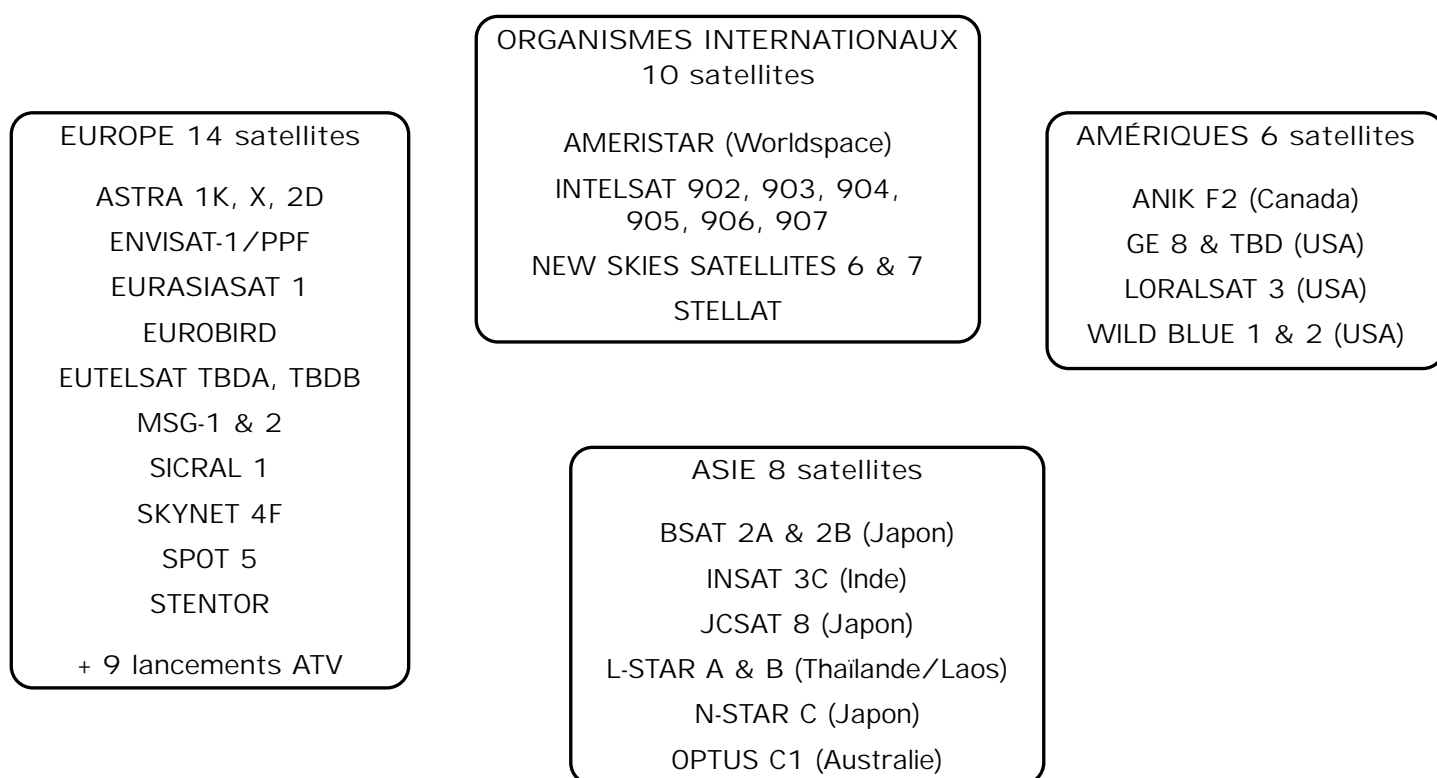 ORGANISMES INTERNATIONAUX
10 satellites
AMERISTAR (Worldspace)
INTELSAT 902, 903, 904,
905, 906, 907
NEW SKIES SATELLITES 6 & 7
STELLAT
EUROPE 14 satellites
ASTRA 1K, X, 2D
ENVISAT-1/PPF
EURASIASAT 1
EUROBIRD
EUTELSAT TBDA, TBDB
MSG-1 & 2
SICRAL 1
SKYNET 4F
SPOT 5
STENTOR
+ 9 lancements ATV
AMÉRIQUES 6 satellites
ANIK F2 (Canada)
GE 8 & TBD (USA)
LORALSAT 3 (USA)
WILD BLUE 1 & 2 (USA)
ASIE 8 satellites
BSAT 2A & 2B (Japon)
INSAT 3C (Inde)
JCSAT 8 (Japon)
L-STAR A & B (Thaïlande/Laos)
N-STAR C (Japon)
OPTUS C1 (Australie)